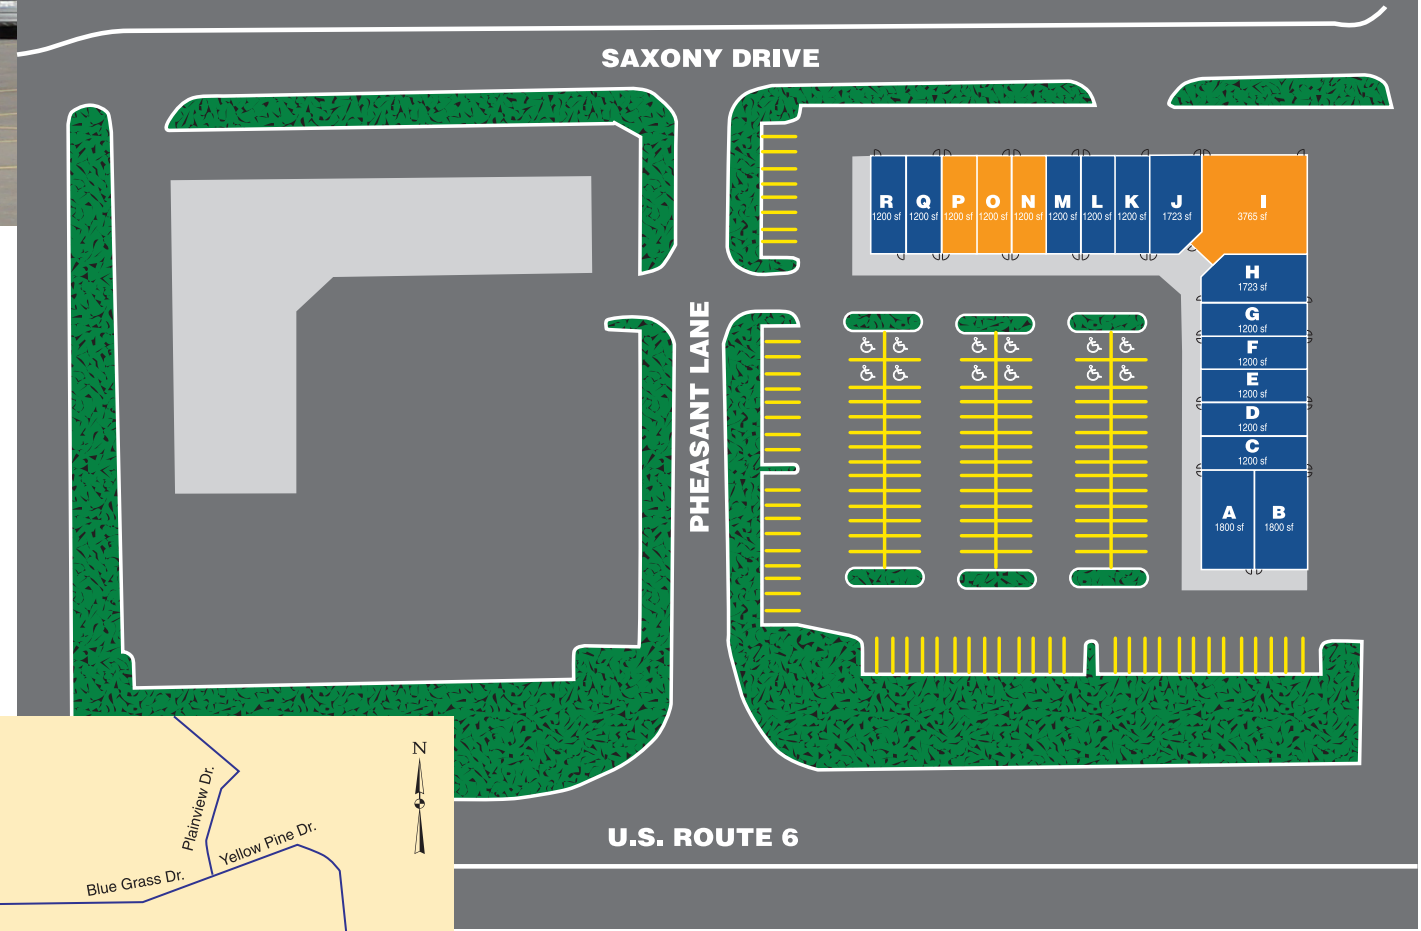 SAXONY DRIVE
R
1200 sf
Q
1200 sf
P
1200 sf
O
1200 sf
N
1200 sf
M
1200 sf
L
1200 sf
K
1200 sf
J
1723 sf
I
3765 sf
H
1723 sf
G
1200 sf
F
1200 sf
E
1200 sf
D
1200 sf
C
1200 sf
A
1800 sf
B
1800 sf
PHEASANT LANE
U.S. ROUTE 6
N
Plainview Dr.
Yellow Pine Dr.
Blue Grass Dr.